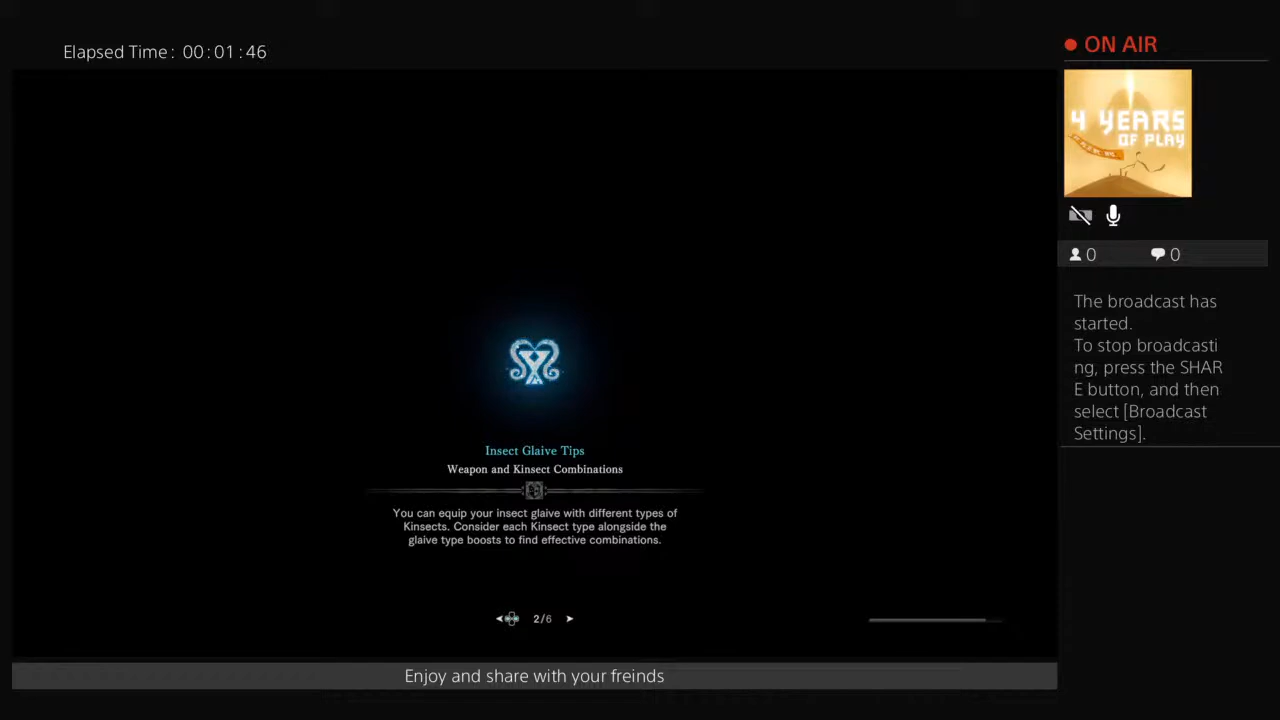 Elapsed Time: 00:01:46
ON AIR
4 YEARS
OF PLAY
0
0
The broadcast has
started.
To stop broadcasti
ng, press the SHAR
E button, and then
select [Broadcast
Settings].
Insect Glaive Tips
Weapon and Kinsect Combinations
You can equip your insect glaive with different types of
Kinsects. Consider each Kinsect type alongside the
glaive type boosts to find effective combinations.
2/6
Enjoy and share with your freinds